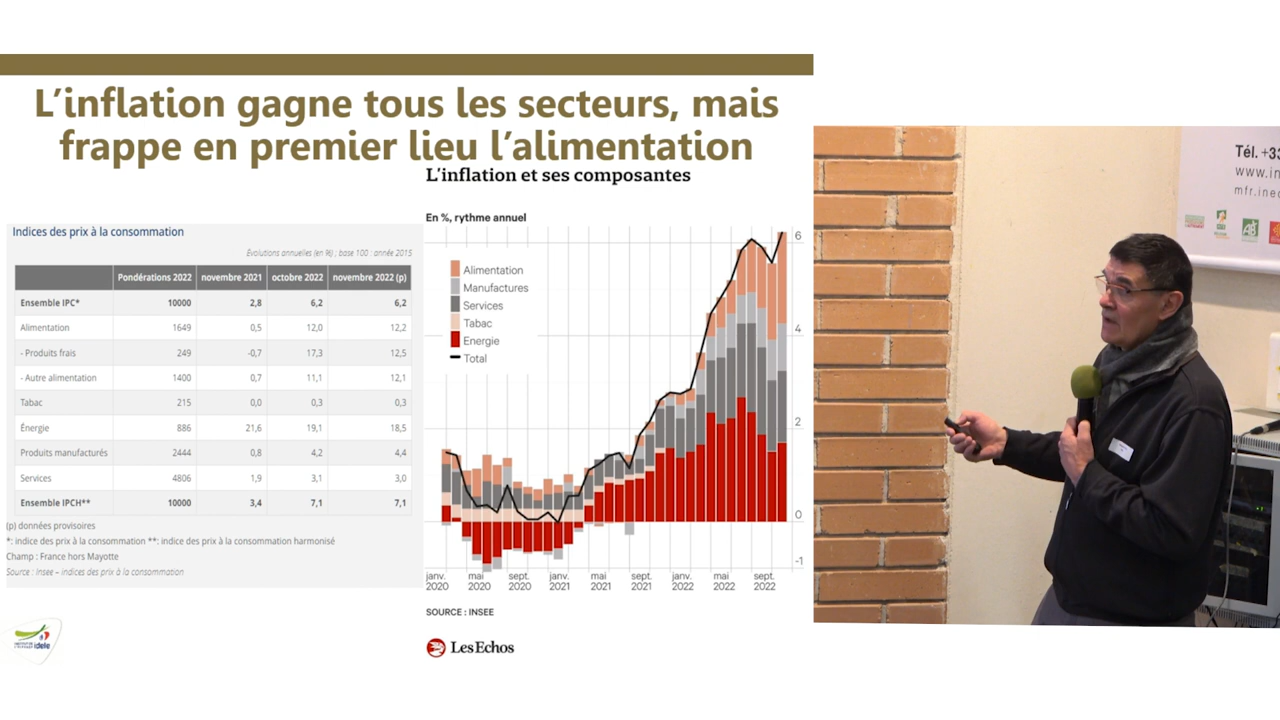 L'inflation gagne tous les secteurs, mais
frappe en premier lieu l'alimentation
Indices des prix à la consommation
Évolutions annuelles (en %) ; base 100 : année 2015
Pondérations 2022 novembre 2021 octobre 2022 novembre 2022 (p)
Ensemble IPC* 10000 2,8 6,2 6,2
Alimentation 1649 0,5 12,0 12,2
- Produits frais 249 -0,7 17,3 12,5
- Autre alimentation 1400 0,7 11,1 12,1
Tabac 215 0,0 0,3 0,3
Énergie 886 21,6 19,1 18,5
Produits manufacturés 2444 0,8 4,2 4,4
Services 4806 1,9 3,1 3,0
Ensemble IPCH** 10000 3,4 7,1 7,1
(p) données provisoires
*: indice des prix à la consommation **: indice des prix à la consommation harmonisé
Champ : France hors Mayotte
Source : Insee – indices des prix à la consommation
idele
L'inflation et ses composantes
En %, rythme annuel
Alimentation
Manufactures
Services
Tabac
Energie
Total
6
4
2
0
-1
janv. mai sept. janv. mai sept. janv. mai sept.
2020 2020 2020 2021 2021 2021 2022 2022 2022
SOURCE : INSEE
Les Echos
Tél. +33
www.in
mfr.ineo
AB